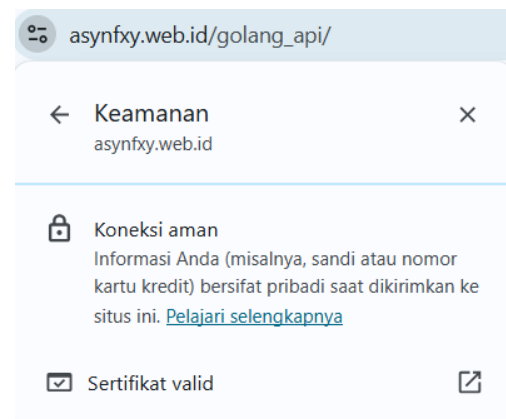 asynfxy.web.id/golang_api/
Keamanan
asynfxy.web.id
Koneksi aman
Informasi Anda (misalnya, sandi atau nomor
kartu kredit) bersifat pribadi saat dikirimkan ke
situs ini. Pelajari selengkapnya
Sertifikat valid